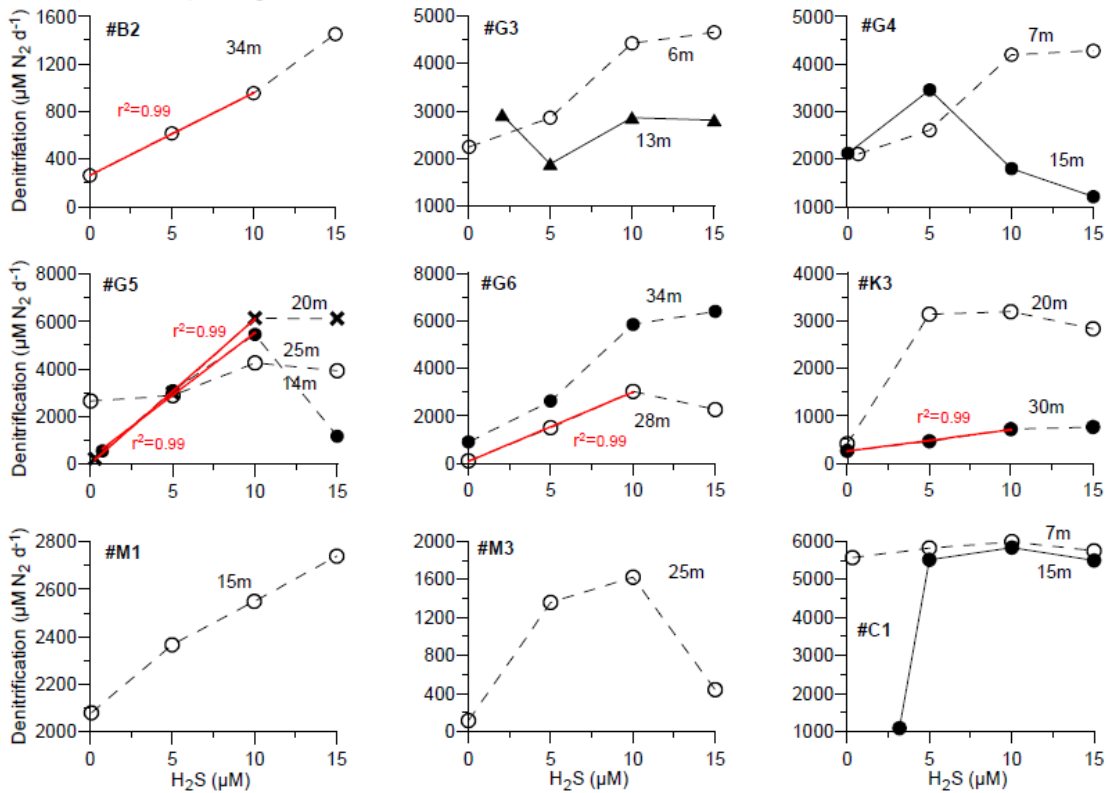 Denitrification (µM N2 d-1)
#B2
34m
r2=0.99
1600
1200
800
400
0
0 5 10 15
#G3
6m
13m
5000
4000
3000
2000
1000
0 5 10 15
#G4
7m
15m
5000
4000
3000
2000
1000
0 5 10 15
Denitrification (µM N2 d-1)
#G5
20m
r2=0.99
25m
14m
r2=0.99
8000
6000
4000
2000
0
0 5 10 15
#G6
34m
28m
r2=0.99
8000
6000
4000
2000
0
0 5 10 15
#K3
20m
r2=0.99
30m
4000
3000
2000
1000
0
0 5 10 15
Denitrification (µM N2 d-1)
#M1
15m
2800
2600
2400
2200
2000
0 5 10 15
H2S (µM)
#M3
25m
2000
1600
1200
800
400
0
0 5 10 15
H2S (µM)
7m
15m
#C1
6000
5000
4000
3000
2000
1000
0 5 10 15
H2S (µM)